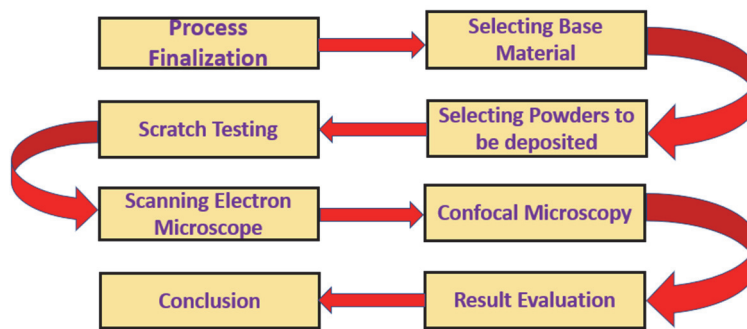 Process
Finalization
Selecting Base
Material
Selecting Powders to
be deposited
Scratch Testing
Scanning Electron
Microscope
Confocal Microscopy
Result Evaluation
Conclusion